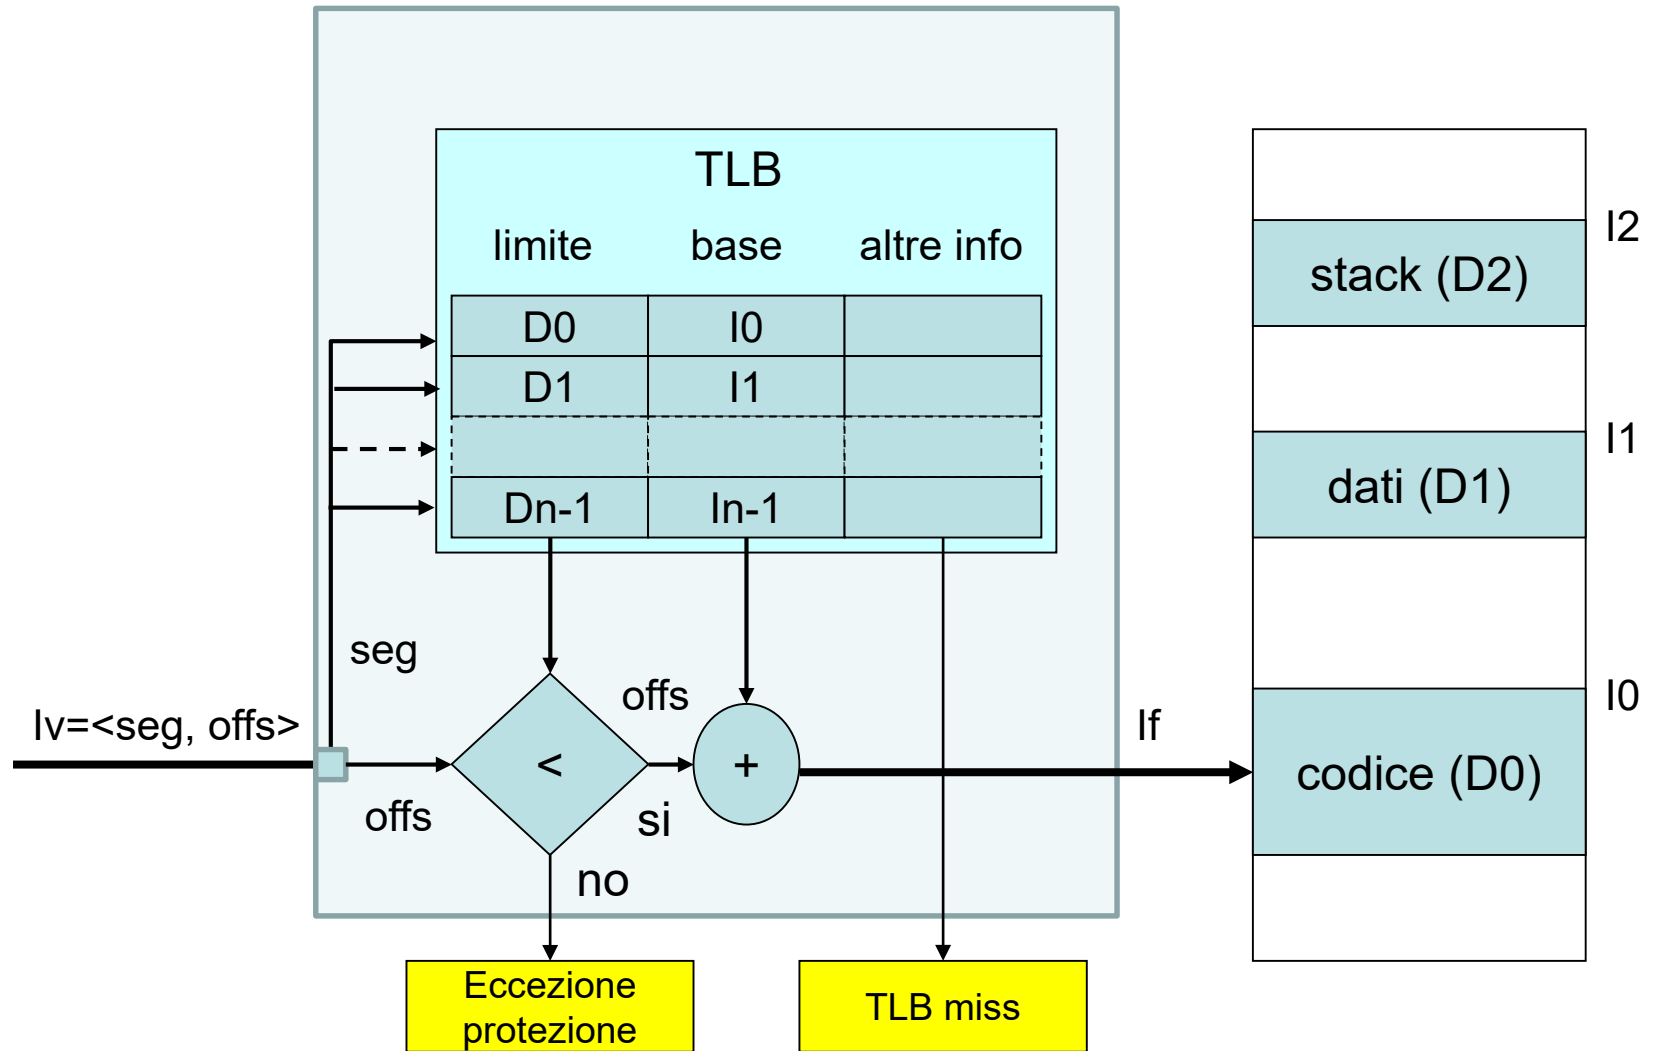 TLB
limite base altre info
D0 I0
D1 I1
Dn-1 In-1
seg
Iv=<seg, offs>
offs
<
offs
si
+
no
If
Eccezione
protezione
TLB miss
I2
stack (D2)
I1
dati (D1)
I0
codice (D0)